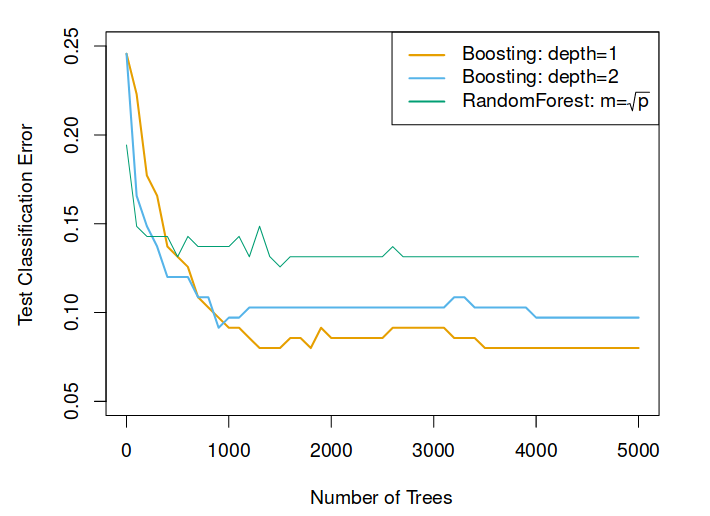 Boosting: depth=1
Boosting: depth=2
RandomForest: m=√p
Test Classification Error
0.25
0.20
0.15
0.10
0.05
0 1000 2000 3000 4000 5000
Number of Trees